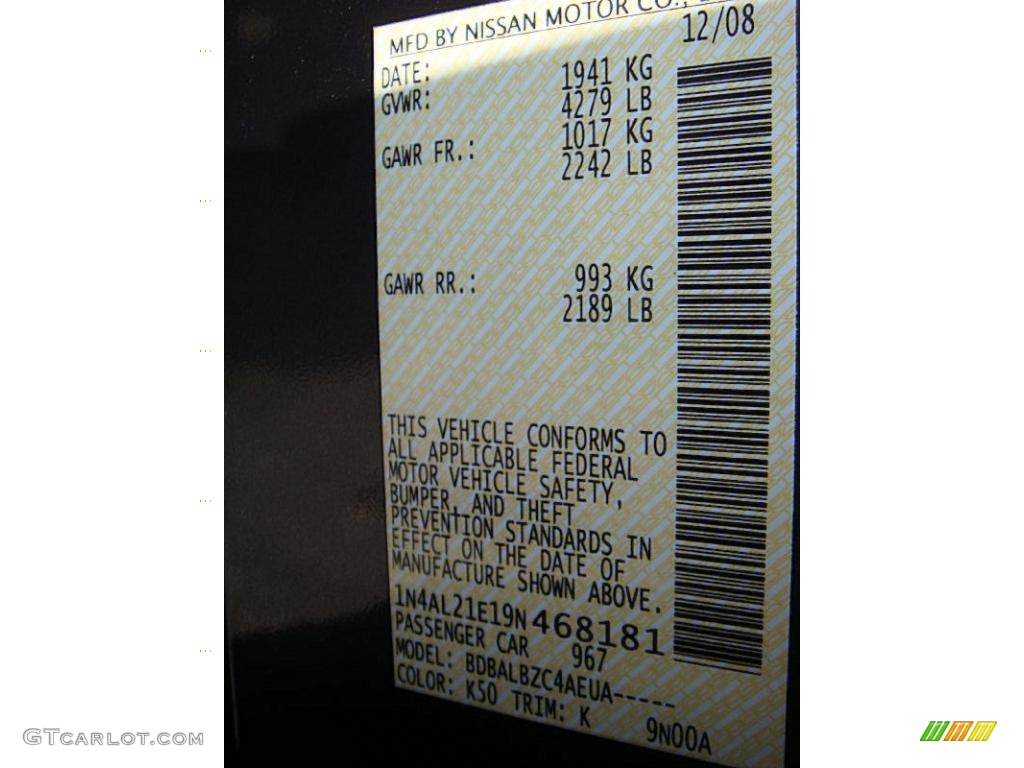 MFD BY NISSAN MOTOR CO.,
DATE: 12/08
GVWR: 1941 KG
4279 LB
GAWR FR.: 1017 KG
2242 LB
GAWR RR.: 993 KG
2189 LB
THIS VEHICLE CONFORMS TO
ALL APPLICABLE FEDERAL
MOTOR VEHICLE SAFETY,
BUMPER, AND THEFT
PREVENTION STANDARDS IN
EFFECT ON THE DATE OF
MANUFACTURE SHOWN ABOVE.
1N4AL21E19N468181
PASSENGER CAR 967
MODEL: BDBALBZC4AEUA-----
COLOR: K50 TRIM: K 9N00A
GTCARLOT.COM